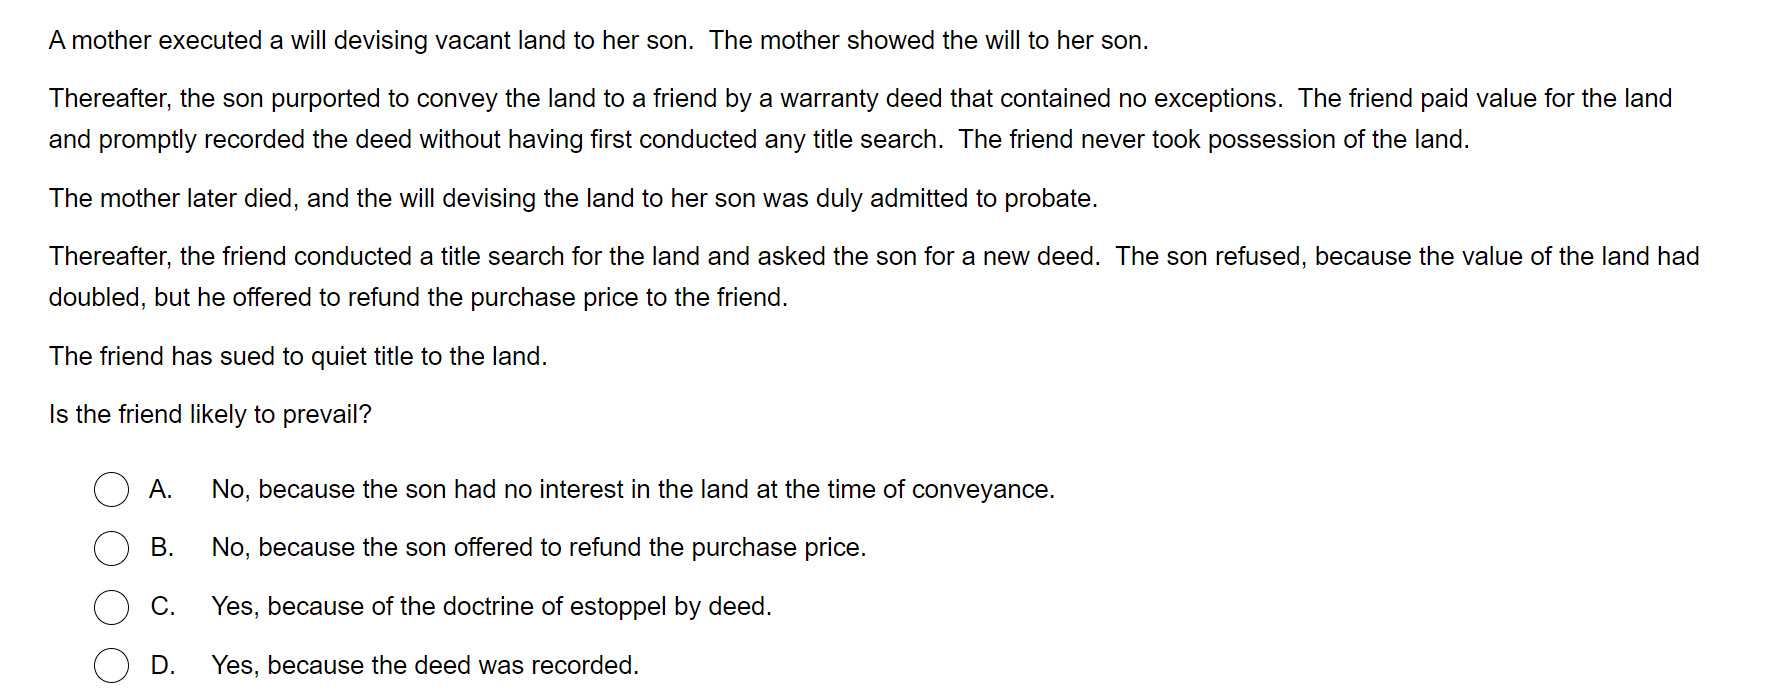 A mother executed a will devising vacant land to her son.  The mother showed the will to her son.
Thereafter, the son purported to convey the land to a friend by a warranty deed that contained no exceptions.  The friend paid value for the land
and promptly recorded the deed without having first conducted any title search.  The friend never took possession of the land.
The mother later died, and the will devising the land to her son was duly admitted to probate.
Thereafter, the friend conducted a title search for the land and asked the son for a new deed.  The son refused, because the value of the land had
doubled, but he offered to refund the purchase price to the friend.
The friend has sued to quiet title to the land.
Is the friend likely to prevail?
A. No, because the son had no interest in the land at the time of conveyance.
B. No, because the son offered to refund the purchase price.
C. Yes, because of the doctrine of estoppel by deed.
D. Yes, because the deed was recorded.